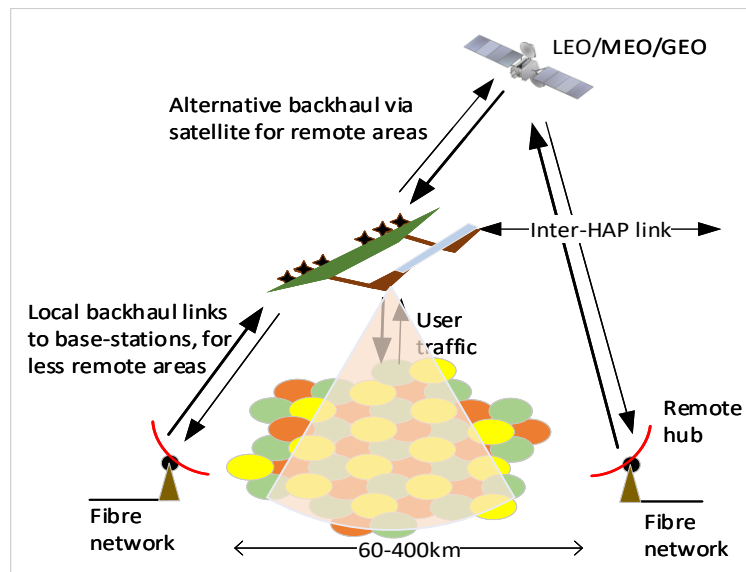 LEO/MEO/GEO
Alternative backhaul via
satellite for remote areas
Inter-HAP link
Local backhaul links
to base-stations, for
less remote areas
User
traffic
Remote
hub
Fibre
network
60-400km
Fibre
network